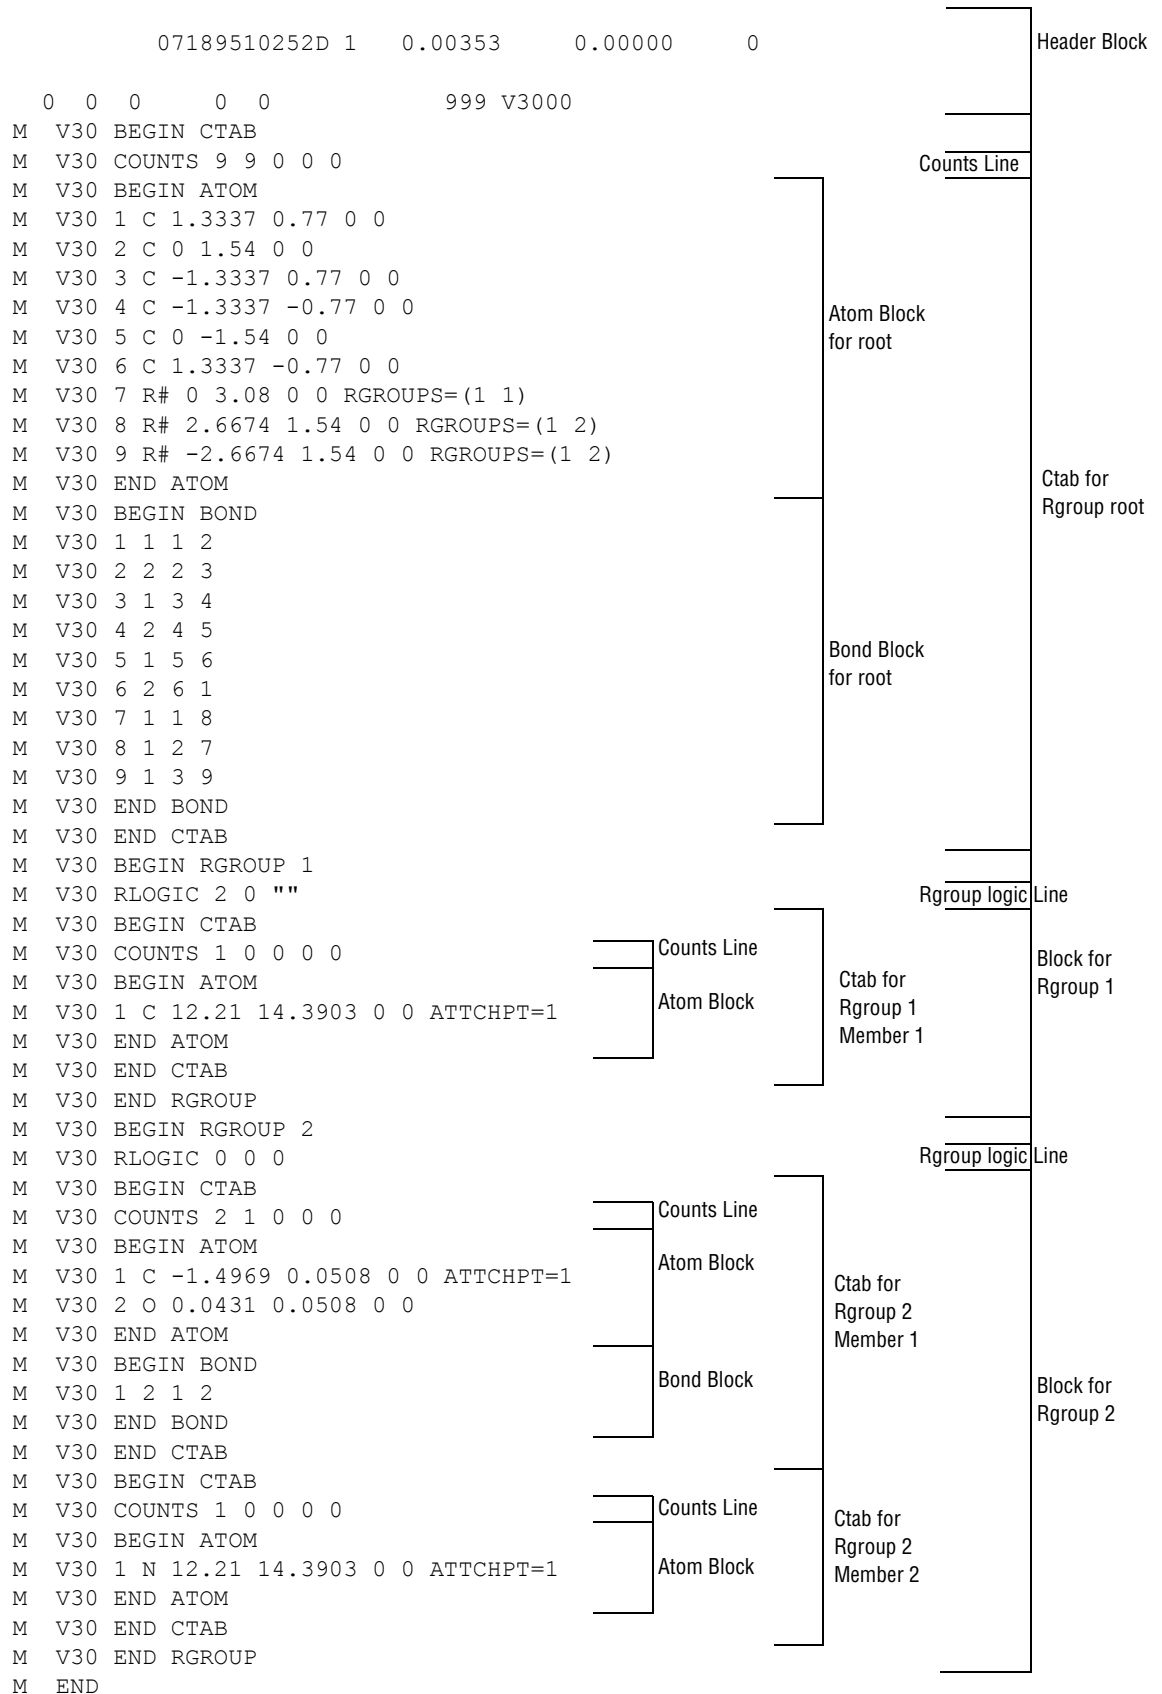 07189510252D 1   0.00353     0.00000     0
Header Block
  0  0  0     0  0            999 V3000
M  V30 BEGIN CTAB
M  V30 COUNTS 9 9 0 0 0
Counts Line
M  V30 BEGIN ATOM
M  V30 1 C 1.3337 0.77 0 0
M  V30 2 C 0 1.54 0 0
M  V30 3 C -1.3337 0.77 0 0
M  V30 4 C -1.3337 -0.77 0 0
M  V30 5 C 0 -1.54 0 0
M  V30 6 C 1.3337 -0.77 0 0
M  V30 7 R# 0 3.08 0 0 RGROUPS=(1 1)
M  V30 8 R# 2.6674 1.54 0 0 RGROUPS=(1 2)
M  V30 9 R# -2.6674 1.54 0 0 RGROUPS=(1 2)
M  V30 END ATOM
Atom Block
for root
Ctab for
Rgroup root
M  V30 BEGIN BOND
M  V30 1 1 1 2
M  V30 2 2 2 3
M  V30 3 1 3 4
M  V30 4 2 4 5
M  V30 5 1 5 6
M  V30 6 2 6 1
M  V30 7 1 1 8
M  V30 8 1 2 7
M  V30 9 1 3 9
M  V30 END BOND
Bond Block
for root
M  V30 END CTAB
M  V30 BEGIN RGROUP 1
M  V30 RLOGIC 2 0 ""
Rgroup logic Line
M  V30 BEGIN CTAB
M  V30 COUNTS 1 0 0 0 0
Counts Line
M  V30 BEGIN ATOM
M  V30 1 C 12.21 14.3903 0 0 ATTCHPT=1
M  V30 END ATOM
Atom Block
Ctab for
Rgroup 1
Member 1
Block for
Rgroup 1
M  V30 END CTAB
M  V30 END RGROUP
M  V30 BEGIN RGROUP 2
M  V30 RLOGIC 0 0 0
Rgroup logic Line
M  V30 BEGIN CTAB
M  V30 COUNTS 2 1 0 0 0
Counts Line
M  V30 BEGIN ATOM
M  V30 1 C -1.4969 0.0508 0 0 ATTCHPT=1
M  V30 2 O 0.0431 0.0508 0 0
M  V30 END ATOM
Atom Block
Ctab for
Rgroup 2
Member 1
M  V30 BEGIN BOND
M  V30 1 2 1 2
M  V30 END BOND
Bond Block
Block for
Rgroup 2
M  V30 END CTAB
M  V30 BEGIN CTAB
M  V30 COUNTS 1 0 0 0 0
Counts Line
M  V30 BEGIN ATOM
M  V30 1 N 12.21 14.3903 0 0 ATTCHPT=1
M  V30 END ATOM
Atom Block
Ctab for
Rgroup 2
Member 2
M  V30 END CTAB
M  V30 END RGROUP
M  END